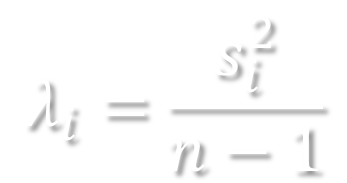 λ_i = s_i^2 / (n − 1)